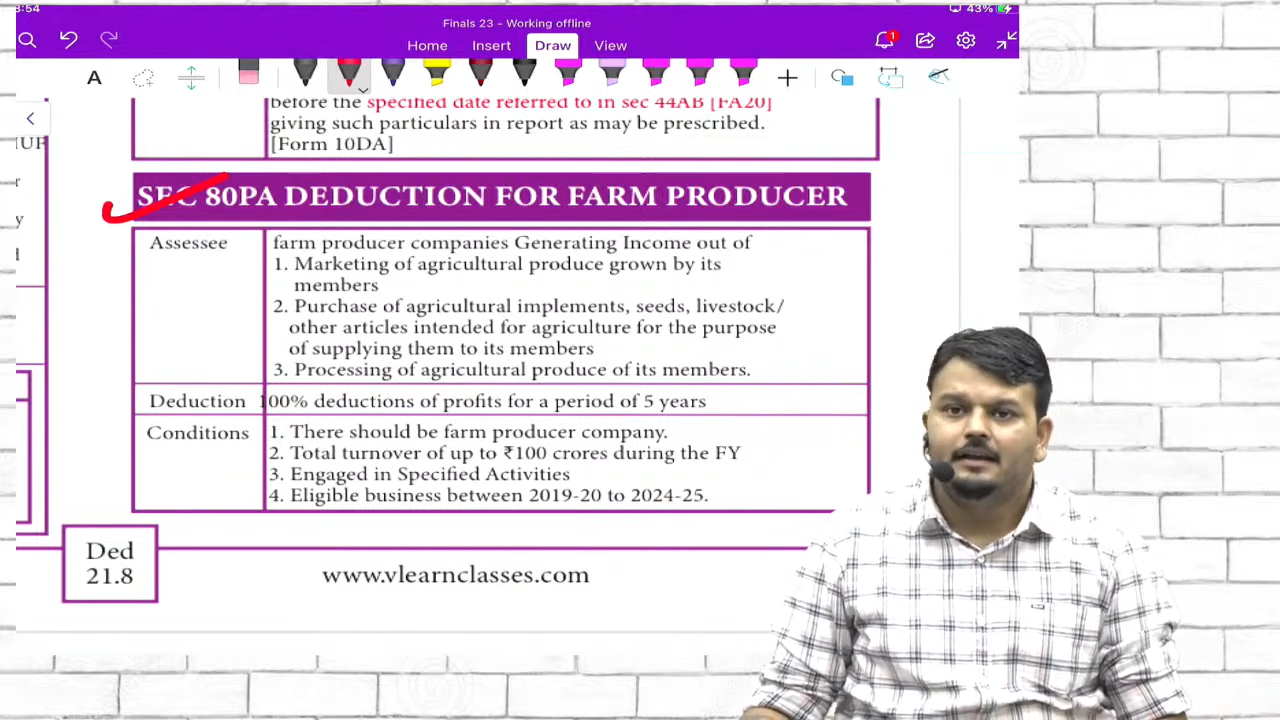 3:54
Finals 23 - Working offline
43%
Home
Insert
Draw
View
1
A
before the specified date referred to in sec 44AB [FA20]
giving such particulars in report as may be prescribed.
[Form 10DA]
SEC 80PA DEDUCTION FOR FARM PRODUCER
Assessee
farm producer companies Generating Income out of
1. Marketing of agricultural produce grown by its
members
2. Purchase of agricultural implements, seeds, livestock/
other articles intended for agriculture for the purpose
of supplying them to its members
3. Processing of agricultural produce of its members.
Deduction
100% deductions of profits for a period of 5 years
Conditions
1. There should be farm producer company.
2. Total turnover of up to ₹100 crores during the FY
3. Engaged in Specified Activities
4. Eligible business between 2019-20 to 2024-25.
Ded
21.8
www.vlearnclasses.com